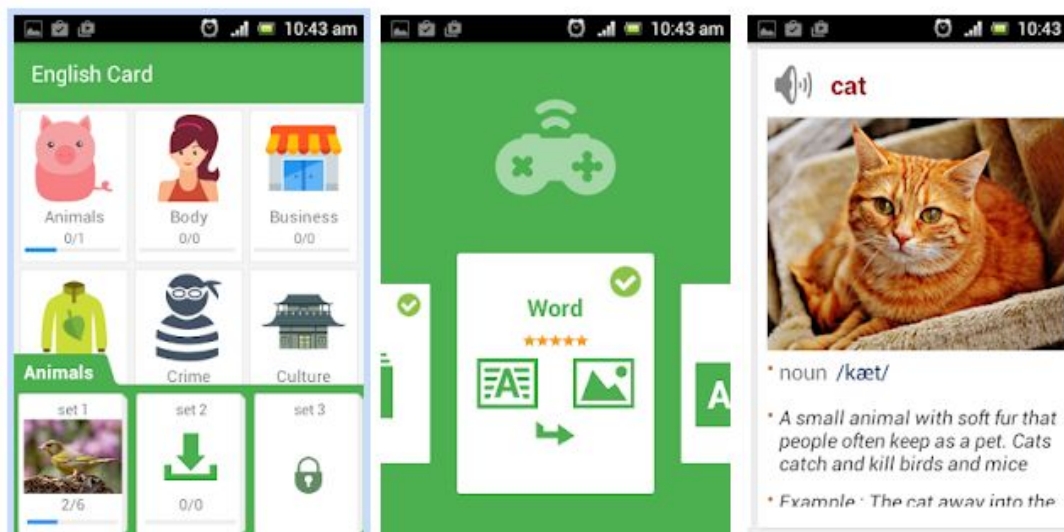 10:43 am
English Card
Animals
Body
Business
0/1
0/0
0/0
Animals
Crime
Culture
set 1
set 2
set 3
2/6
0/0
10:43 am
Word
A
A
10:43
cat
noun /kæt/
A small animal with soft fur that
people often keep as a pet. Cats
catch and kill birds and mice
Example : The cat away into the